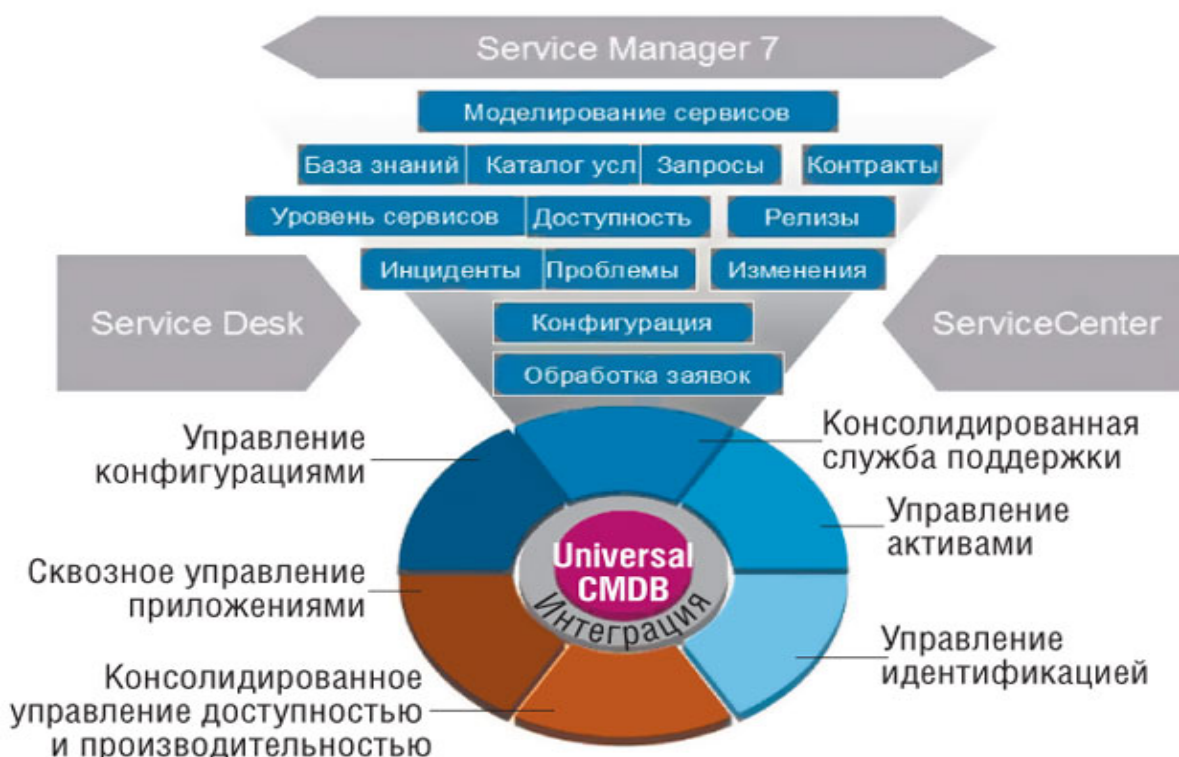 Service Manager 7
Моделирование сервисов
База знаний
Каталог усл
Запросы
Контракты
Уровень сервисов
Доступность
Релизы
Инциденты
Проблемы
Изменения
Service Desk
ServiceCenter
Конфигурация
Обработка заявок
Управление
конфигурациями
Консолидированная
служба поддержки
Управление
активами
Сквозное управление
приложениями
Universal
CMDB
Интеграция
Управление
идентификацией
Консолидированное
управление доступностью
и производительностью